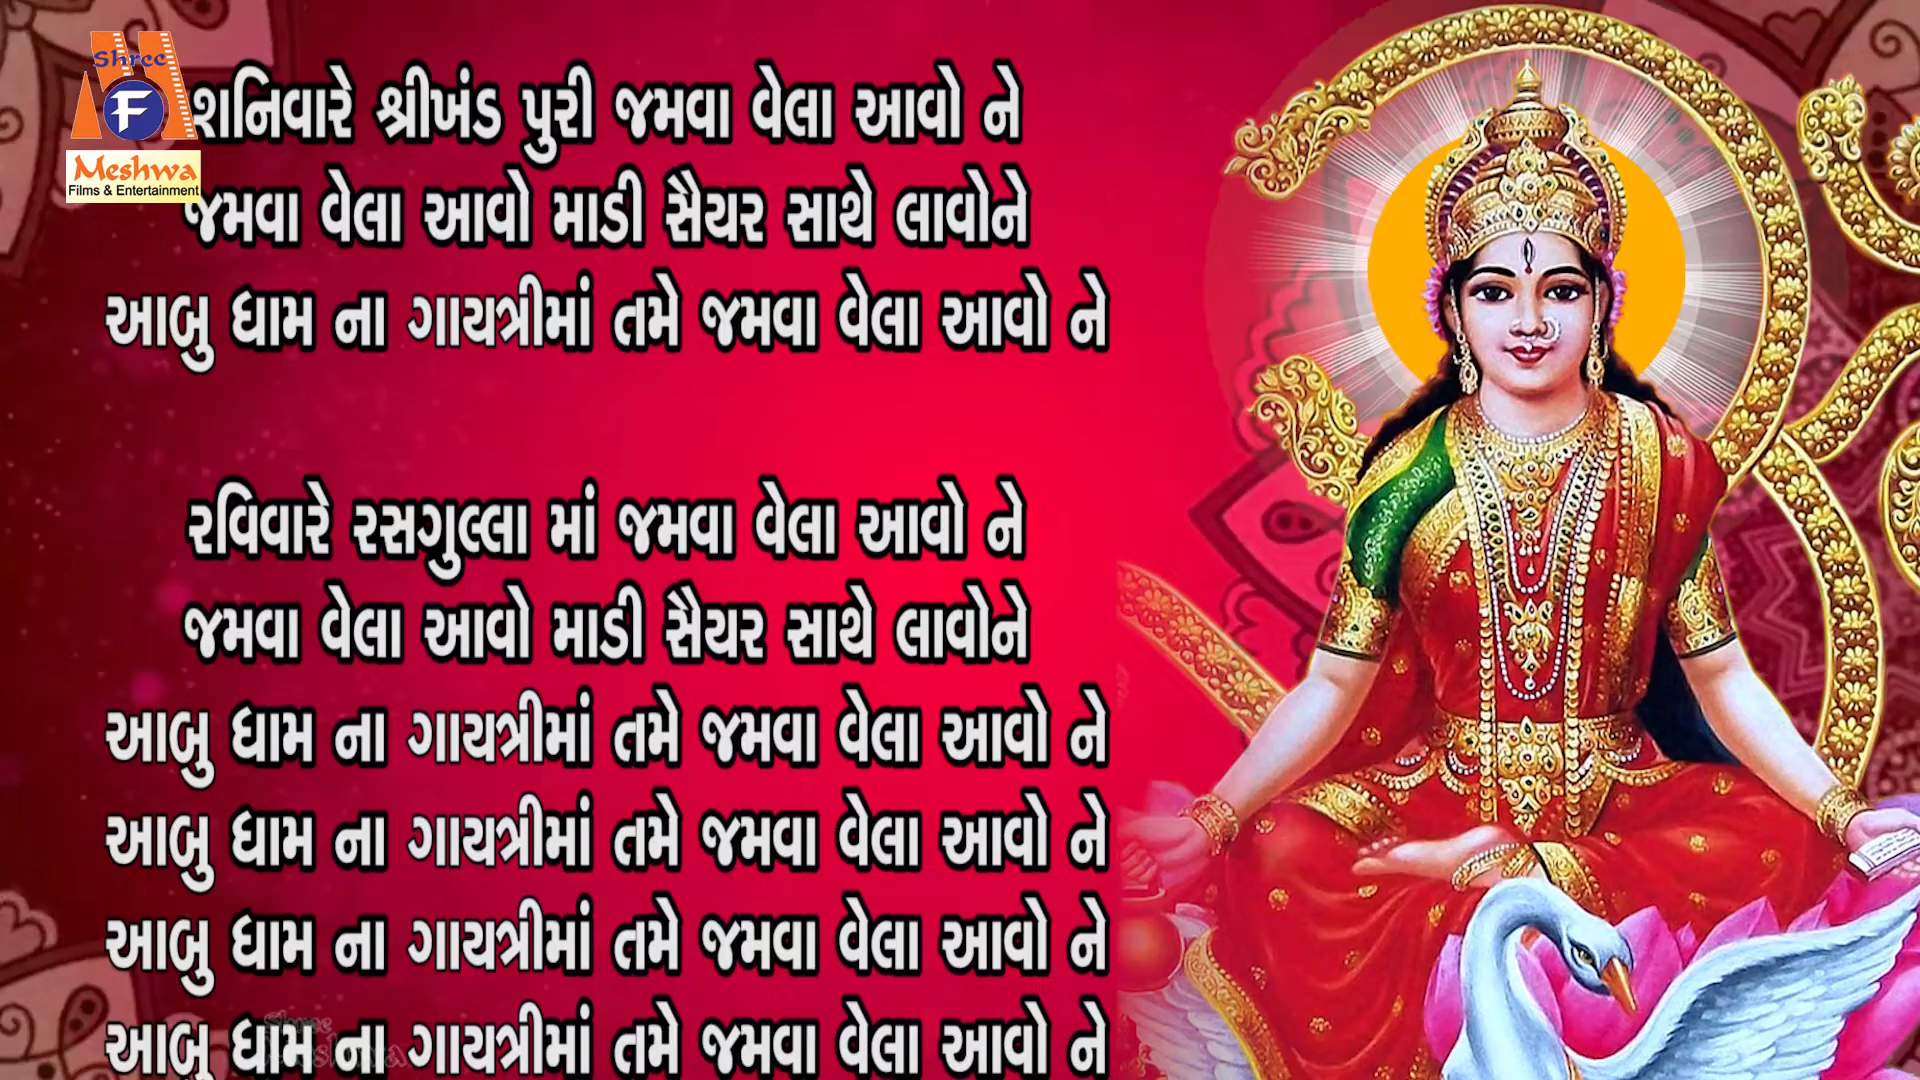 Shree
F
Meshwa
Films & Entertainment
શનિવારે શ્રીખંડ પુરી જમવા વેલા આવો ને
જમવા વેલા આવો માડી સૈયર સાથે લાવોને
આબુ ધામ ના ગાયત્રીમાં તમે જમવા વેલા આવો ને
રવિવારે રસગુલ્લા માં જમવા વેલા આવો ને
જમવા વેલા આવો માડી સૈયર સાથે લાવોને
આબુ ધામ ના ગાયત્રીમાં તમે જમવા વેલા આવો ને
આબુ ધામ ના ગાયત્રીમાં તમે જમવા વેલા આવો ને
આબુ ધામ ના ગાયત્રીમાં તમે જમવા વેલા આવો ને
આબુ ધામ ના ગાયત્રીમાં તમે જમવા વેલા આવો ને